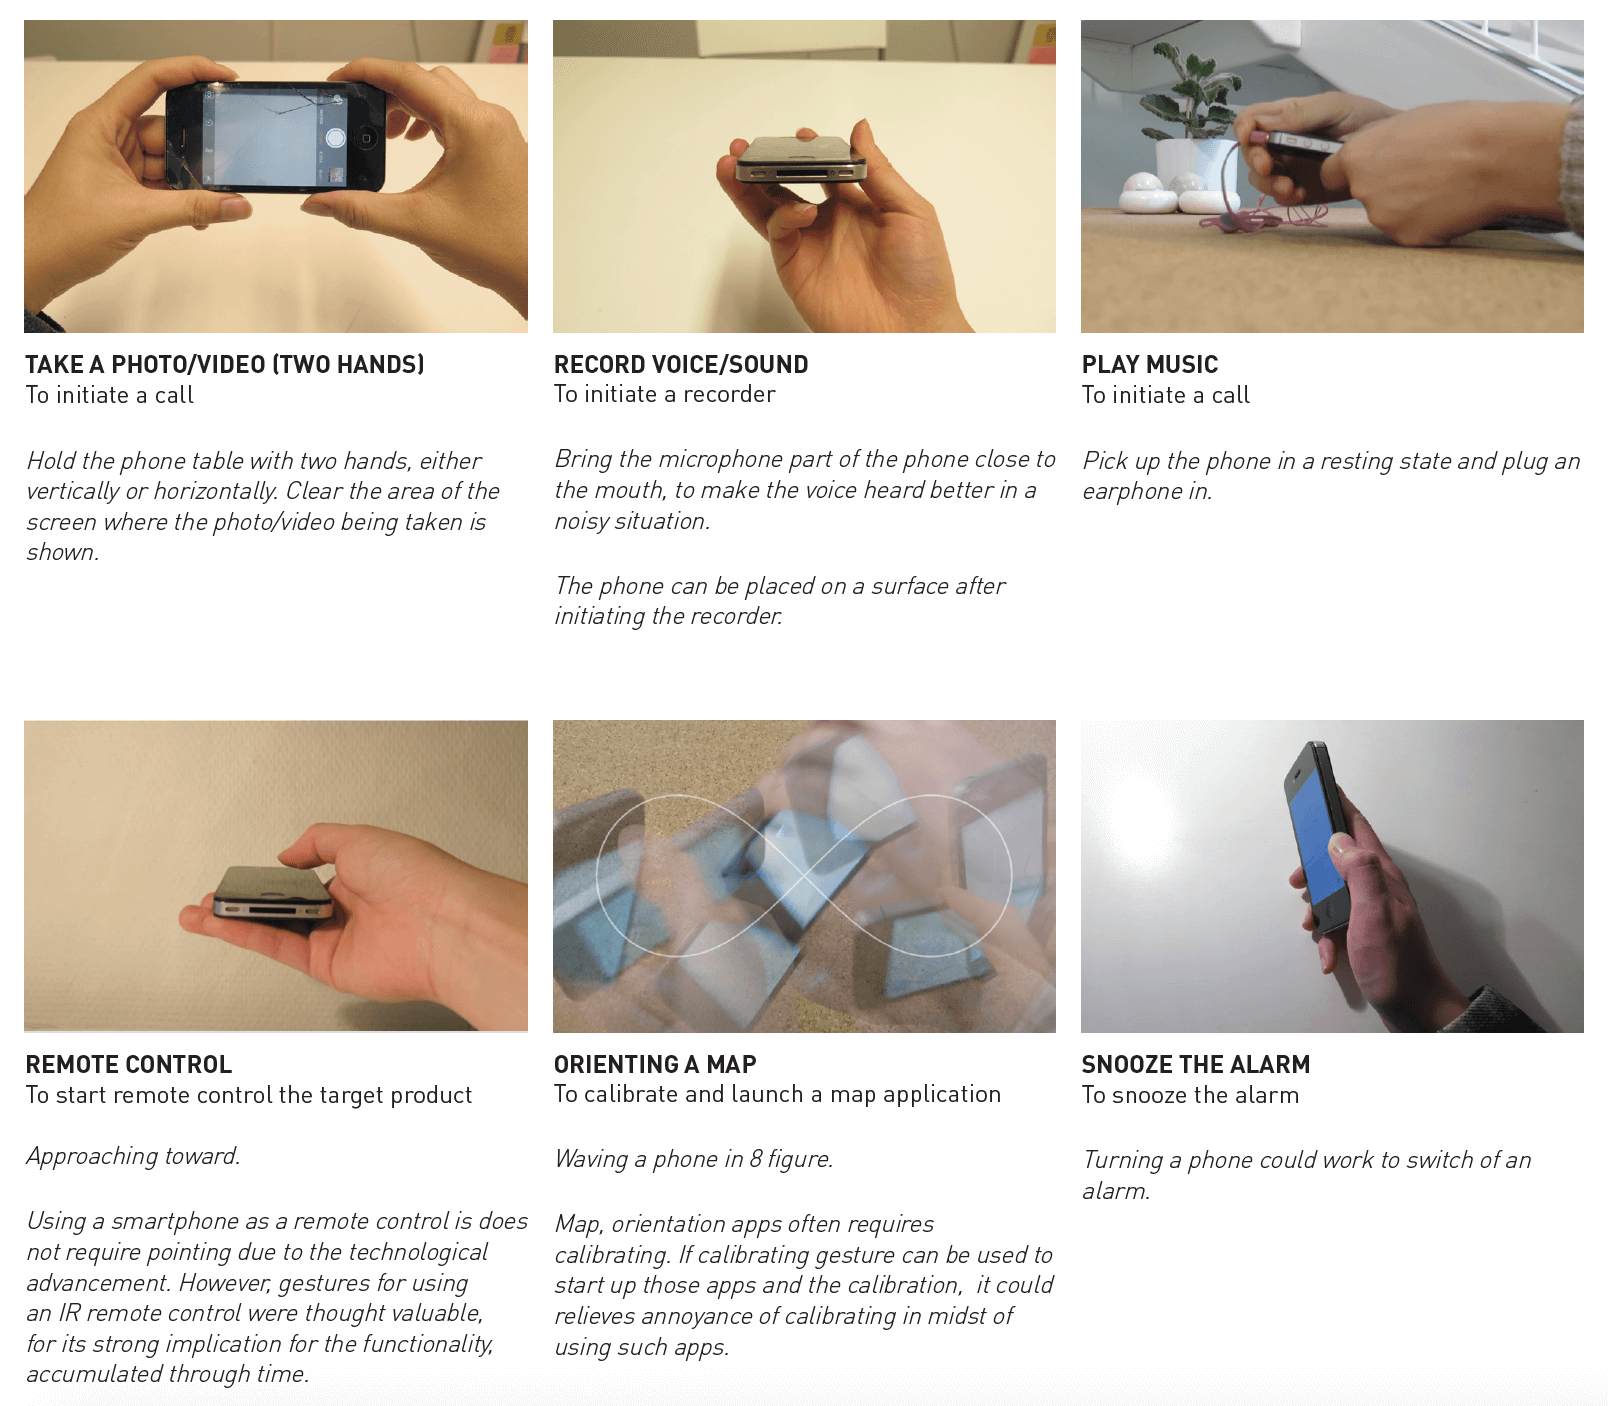 TAKE A PHOTO/VIDEO (TWO HANDS)
To initiate a call
Hold the phone table with two hands, either
vertically or horizontally. Clear the area of the
screen where the photo/video being taken is
shown.
RECORD VOICE/SOUND
To initiate a recorder
Bring the microphone part of the phone close to
the mouth, to make the voice heard better in a
noisy situation.
The phone can be placed on a surface after
initiating the recorder.
PLAY MUSIC
To initiate a call
Pick up the phone in a resting state and plug an
earphone in.
REMOTE CONTROL
To start remote control the target product
Approaching toward.
Using a smartphone as a remote control is does
not require pointing due to the technological
advancement. However, gestures for using
an IR remote control were thought valuable,
for its strong implication for the functionality,
accumulated through time.
ORIENTING A MAP
To calibrate and launch a map application
Waving a phone in 8 figure.
Map, orientation apps often requires
calibrating. If calibrating gesture can be used to
start up those apps and the calibration,  it could
relieves annoyance of calibrating in midst of
using such apps.
SNOOZE THE ALARM
To snooze the alarm
Turning a phone could work to switch of an
alarm.